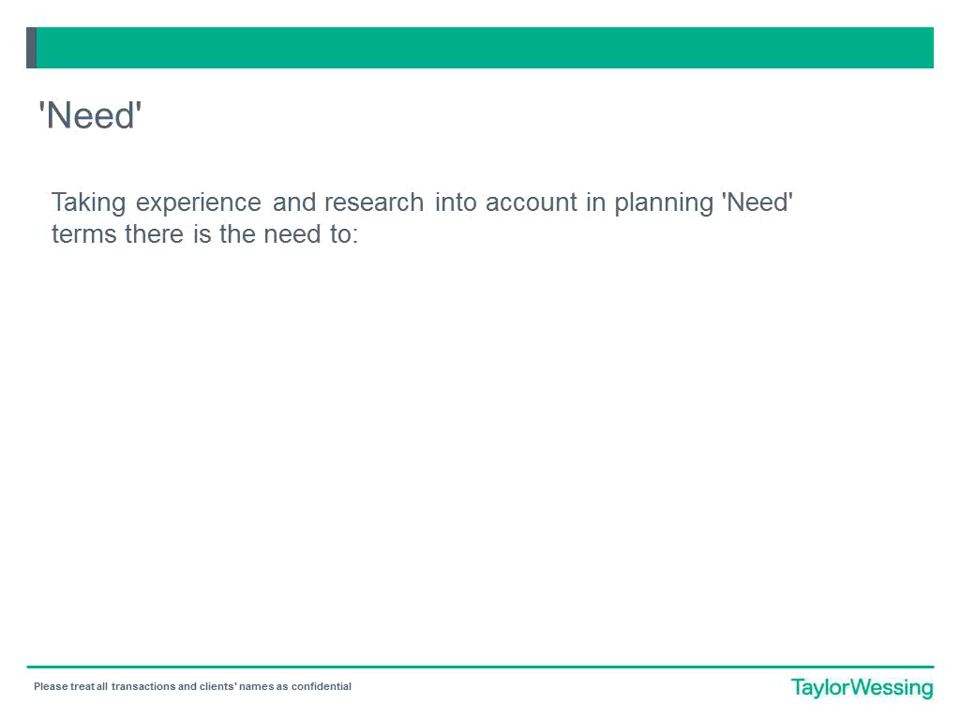 'Need'
Taking experience and research into account in planning 'Need'
terms there is the need to:
Please treat all transactions and clients' names as confidential
TaylorWessing